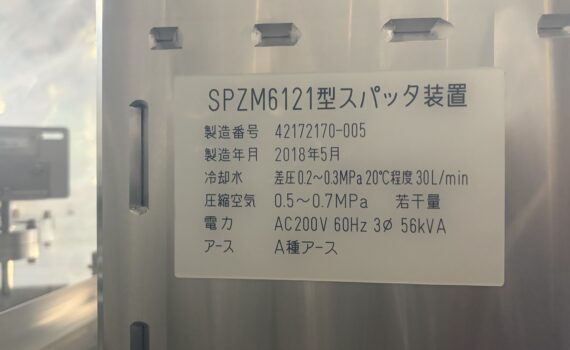 SPZM6121型スパッタ装置
製造番号 42172170-005
製造年月 2018年5月
冷却水 差圧0.2～0.3MPa 20℃程度 30L/min
圧縮空気 0.5～0.7MPa 若干量
電力 AC200V 60Hz 3Ø 56kVA
アース A種アース